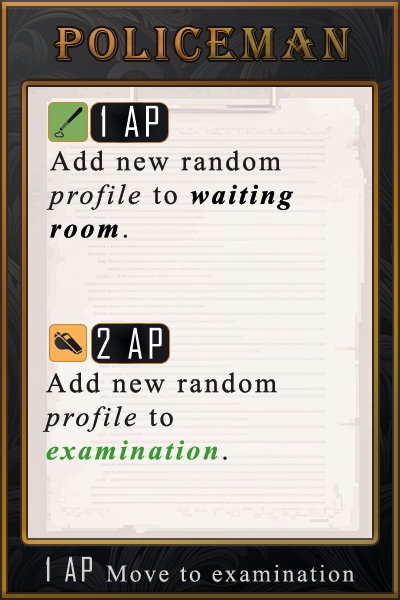 POLICEMAN
1 AP
Add new random
profile to waiting
room.
2 AP
Add new random
profile to
examination.
1 AP Move to examination